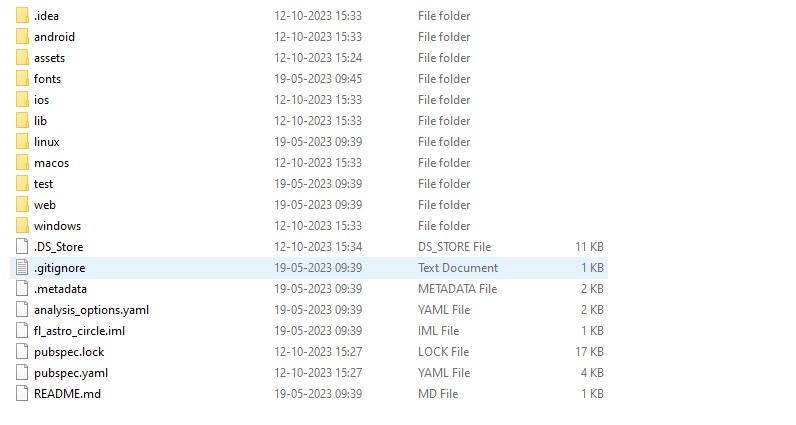 .idea 12-10-2023 15:33 File folder
android 12-10-2023 15:33 File folder
assets 12-10-2023 15:24 File folder
fonts 19-05-2023 09:45 File folder
ios 12-10-2023 15:33 File folder
lib 12-10-2023 15:33 File folder
linux 19-05-2023 09:39 File folder
macos 12-10-2023 15:33 File folder
test 19-05-2023 09:39 File folder
web 19-05-2023 09:39 File folder
windows 12-10-2023 15:33 File folder
.DS_Store 12-10-2023 15:34 DS_STORE File 11 KB
.gitignore 19-05-2023 09:39 Text Document 1 KB
.metadata 19-05-2023 09:39 METADATA File 2 KB
analysis_options.yaml 19-05-2023 09:39 YAML File 2 KB
fl_astro_circle.iml 19-05-2023 09:39 IML File 1 KB
pubspec.lock 12-10-2023 15:27 LOCK File 17 KB
pubspec.yaml 12-10-2023 15:27 YAML File 4 KB
README.md 19-05-2023 09:39 MD File 1 KB